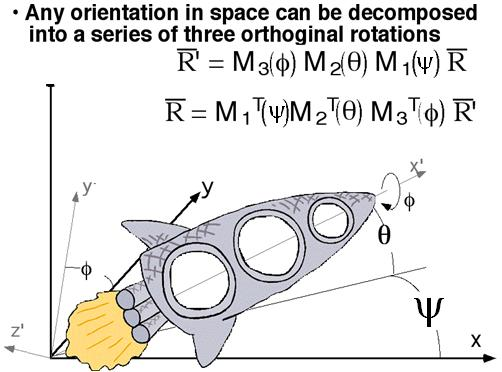 • Any orientation in space can be decomposed
into a series of three orthoginal rotations
R̅' = M₃(ϕ) M₂(θ) M₁(ψ) R̅
R̅ = M₁ᵀ(ψ)M₂ᵀ(θ) M₃ᵀ(ϕ) R̅'
x'
y'
y
ϕ
θ
ϕ
ψ
z'
x